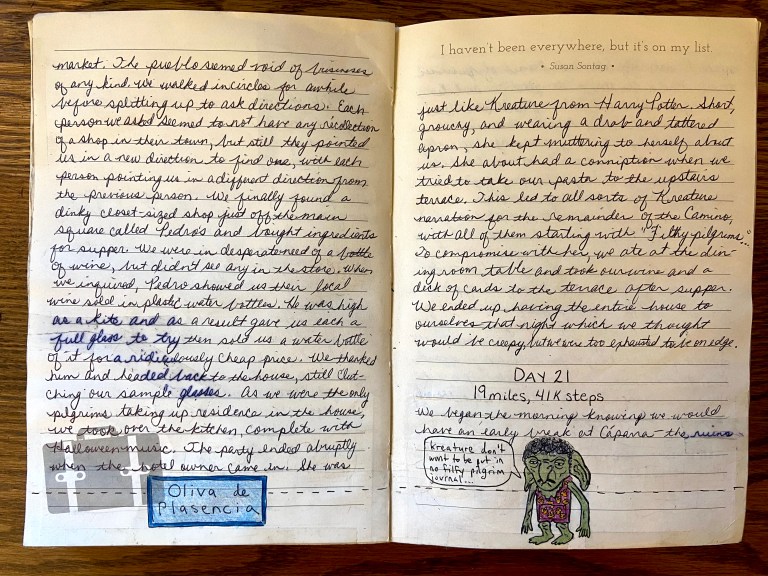 market. The pueblo seemed void of businesses
of any kind. We walked in circles for awhile
before splitting up to ask directions. Each
person we asked seemed to not have any recollection
of a shop in their town, but still they pointed
us in a new direction to find one, with each
person pointing us in a different direction from
the previous person. We finally found a
dinky closet-sized shop just off the main
square called Pedro's and bought ingredients
for supper. We were in desperate need of a bottle
of wine, but didn't see any in the store. When
we inquired, Pedro showed us their local
wine sold in plastic water bottles. He was high
as a kite and as a result gave us each a
full glass to try then sold us a water bottle
of it for a ridiculously cheap price. We thanked
him and headed back to the house, still clut-
ching our sample glasses. As we were the only
pilgrims taking up residence in the house,
we took over the kitchen, complete with
Halloween music. The party ended abruptly
when the hotel owner came in. She was
Oliva de
Plasencia
I haven't been everywhere, but it's on my list.
• Susan Sontag •
just like Kreature from Harry Potter. Short,
grouchy, and wearing a drab and tattered
apron, she kept muttering to herself about
us. She about had a conniption when we
tried to take our pasta to the upstairs
terrace. This led to all sorts of Kreature
narration for the remainder of the Camino,
with all of them starting with "Filthy pilgrims..."
To compromise with her, we ate at the din-
ing room table and took our wine and a
deck of cards to the terrace after supper.
We ended up having the entire house to
ourselves that night which we thought
would be creepy, but we were too exhausted to be on edge.
DAY 21
19 miles, 41K steps
We began the morning knowing we would
have an early break at Cáparra - the ruins
Kreature don't
want to be put in
no filfy pilgrim
journal...